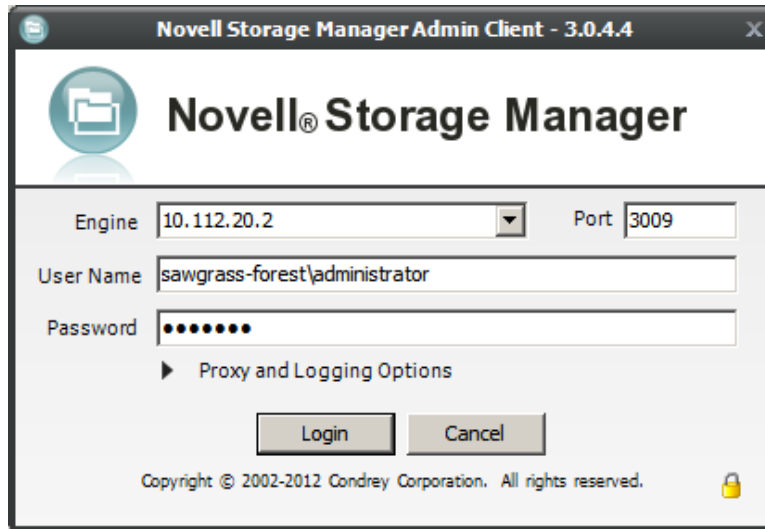 Novell Storage Manager Admin Client - 3.0.4.4 X
Novell® Storage Manager
Engine 10.112.20.2 Port 3009
User Name sawgrass-forest\administrator
Password •••••••
Proxy and Logging Options
Login Cancel
Copyright © 2002-2012 Condrey Corporation. All rights reserved.